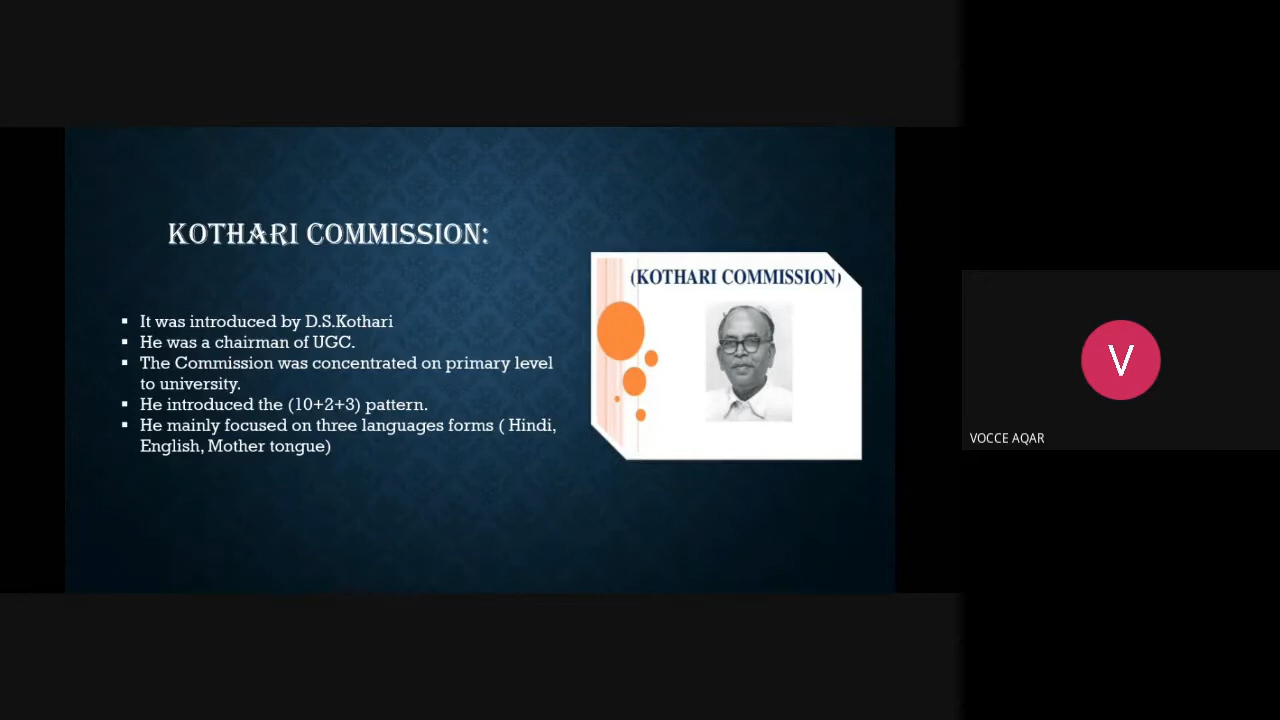 KOTHARI COMMISSION:
▪ It was introduced by D.S.Kothari
▪ He was a chairman of UGC.
▪ The Commission was concentrated on primary level
to university.
▪ He introduced the (10+2+3) pattern.
▪ He mainly focused on three languages forms ( Hindi,
English, Mother tongue)
(KOTHARI COMMISSION)
V
VOCCE AQAR